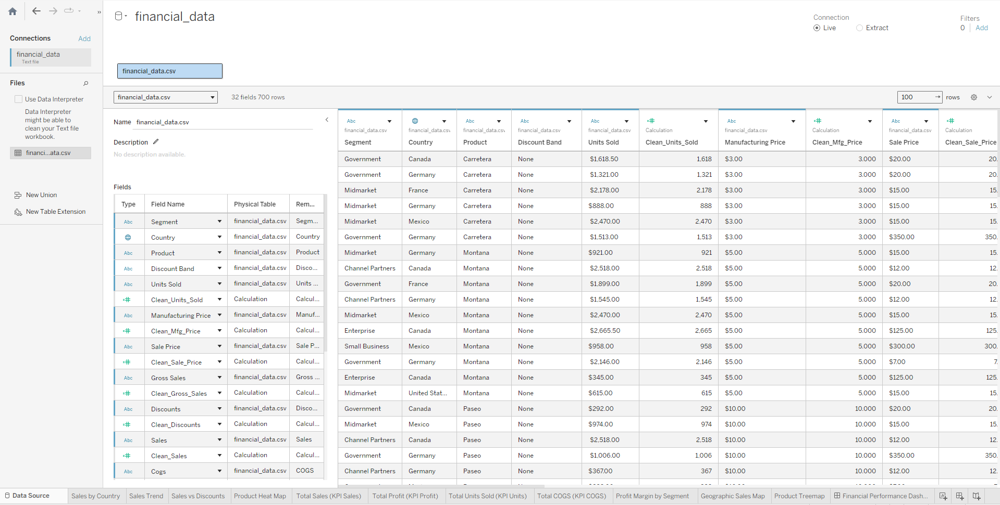 financial_data
Connection
Live
Extract
Filters
0
Add
Connections
Add
financial_data
Text file
financial_data.csv
Files
Use Data Interpreter
Data Interpreter
might be able to
clean your Text file
workbook.
financi...ata.csv
New Union
New Table Extension
financial_data.csv
32 fields 700 rows
100
rows
Name
financial_data.csv
Description
No description available.
Fields
Type Field Name Physical Table Rem...
Abc Segment financial_data.csv Segm...
Country financial_data.csv Country
Abc Product financial_data.csv Product
Abc Discount Band financial_data.csv Disco...
Abc Units Sold financial_data.csv Units ...
=# Clean_Units_Sold Calculation Calcul...
Abc Manufacturing Price financial_data.csv Manuf...
=# Clean_Mfg_Price Calculation Calcul...
Abc Sale Price financial_data.csv Sale P...
=# Clean_Sale_Price Calculation Calcul...
Abc Gross Sales financial_data.csv Gross ...
=# Clean_Gross_Sales Calculation Calcul...
Abc Discounts financial_data.csv Disco...
=# Clean_Discounts Calculation Calcul...
Abc Sales financial_data.csv Sales
=# Clean_Sales Calculation Calcul...
Abc Cogs financial_data.csv COGS
Abc Abc Abc Abc =# Abc =# Abc =#
financial_data.csv financial_data.csv financial_data.csv financial_data.csv financial_data.csv Calculation financial_data.csv Calculation financial_data.csv Calculation
Segment Country Product Discount Band Units Sold Clean_Units_Sold Manufacturing Price Clean_Mfg_Price Sale Price Clean_Sale_Price
Government Canada Carretera None $1,618.50 1,618 $3.00 3.000 $20.00 20.
Government Germany Carretera None $1,321.00 1,321 $3.00 3.000 $20.00 20.
Midmarket France Carretera None $2,178.00 2,178 $3.00 3.000 $15.00 15.
Midmarket Germany Carretera None $888.00 888 $3.00 3.000 $15.00 15.
Midmarket Mexico Carretera None $2,470.00 2,470 $3.00 3.000 $15.00 15.
Government Germany Carretera None $1,513.00 1,513 $3.00 3.000 $350.00 350.
Midmarket Germany Montana None $921.00 921 $5.00 5.000 $15.00 15.
Channel Partners Canada Montana None $2,518.00 2,518 $5.00 5.000 $12.00 12.
Government France Montana None $1,899.00 1,899 $5.00 5.000 $20.00 20.
Channel Partners Germany Montana None $1,545.00 1,545 $5.00 5.000 $12.00 12.
Midmarket Mexico Montana None $2,470.00 2,470 $5.00 5.000 $15.00 15.
Enterprise Canada Montana None $2,665.50 2,665 $5.00 5.000 $125.00 125.
Small Business Mexico Montana None $958.00 958 $5.00 5.000 $300.00 300.
Government Germany Montana None $2,146.00 2,146 $5.00 5.000 $7.00 7.
Enterprise Canada Montana None $345.00 345 $5.00 5.000 $125.00 125.
Midmarket United Stat... Montana None $615.00 615 $5.00 5.000 $15.00 15.
Government Canada Paseo None $292.00 292 $10.00 10.000 $20.00 20.
Midmarket Mexico Paseo None $974.00 974 $10.00 10.000 $15.00 15.
Channel Partners Canada Paseo None $2,518.00 2,518 $10.00 10.000 $12.00 12.
Government Germany Paseo None $1,006.00 1,006 $10.00 10.000 $350.00 350.
Channel Partners Germany Paseo None $367.00 367 $10.00 10.000 $12.00 12.
Data Source Sales by Country Sales Trend Sales vs Discounts Product Heat Map Total Sales (KPI Sales) Total Profit (KPI Profit) Total Units Sold (KPI Units) Total COGS (KPI COGS) Profit Margin by Segment Geographic Sales Map Product Treemap Financial Performance Dash...